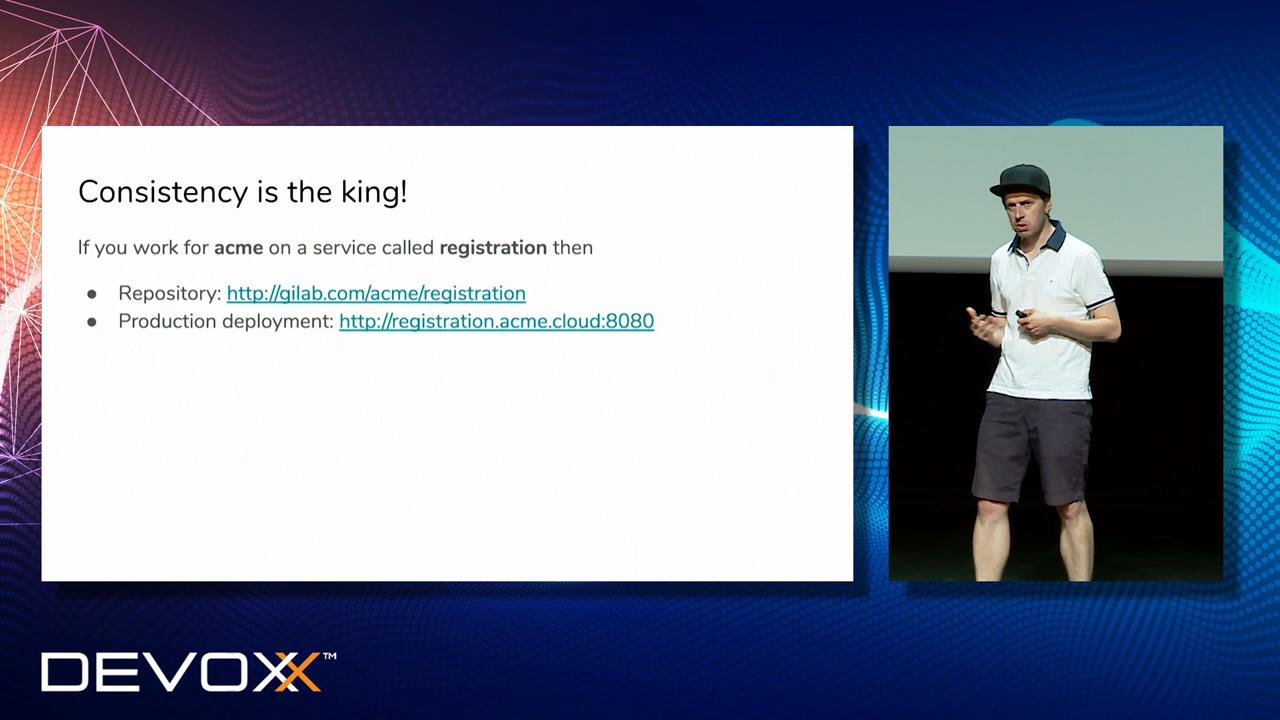 Consistency is the king!
If you work for acme on a service called registration then
● Repository: http://gilab.com/acme/registration
● Production deployment: http://registration.acme.cloud:8080
DEVOXX™